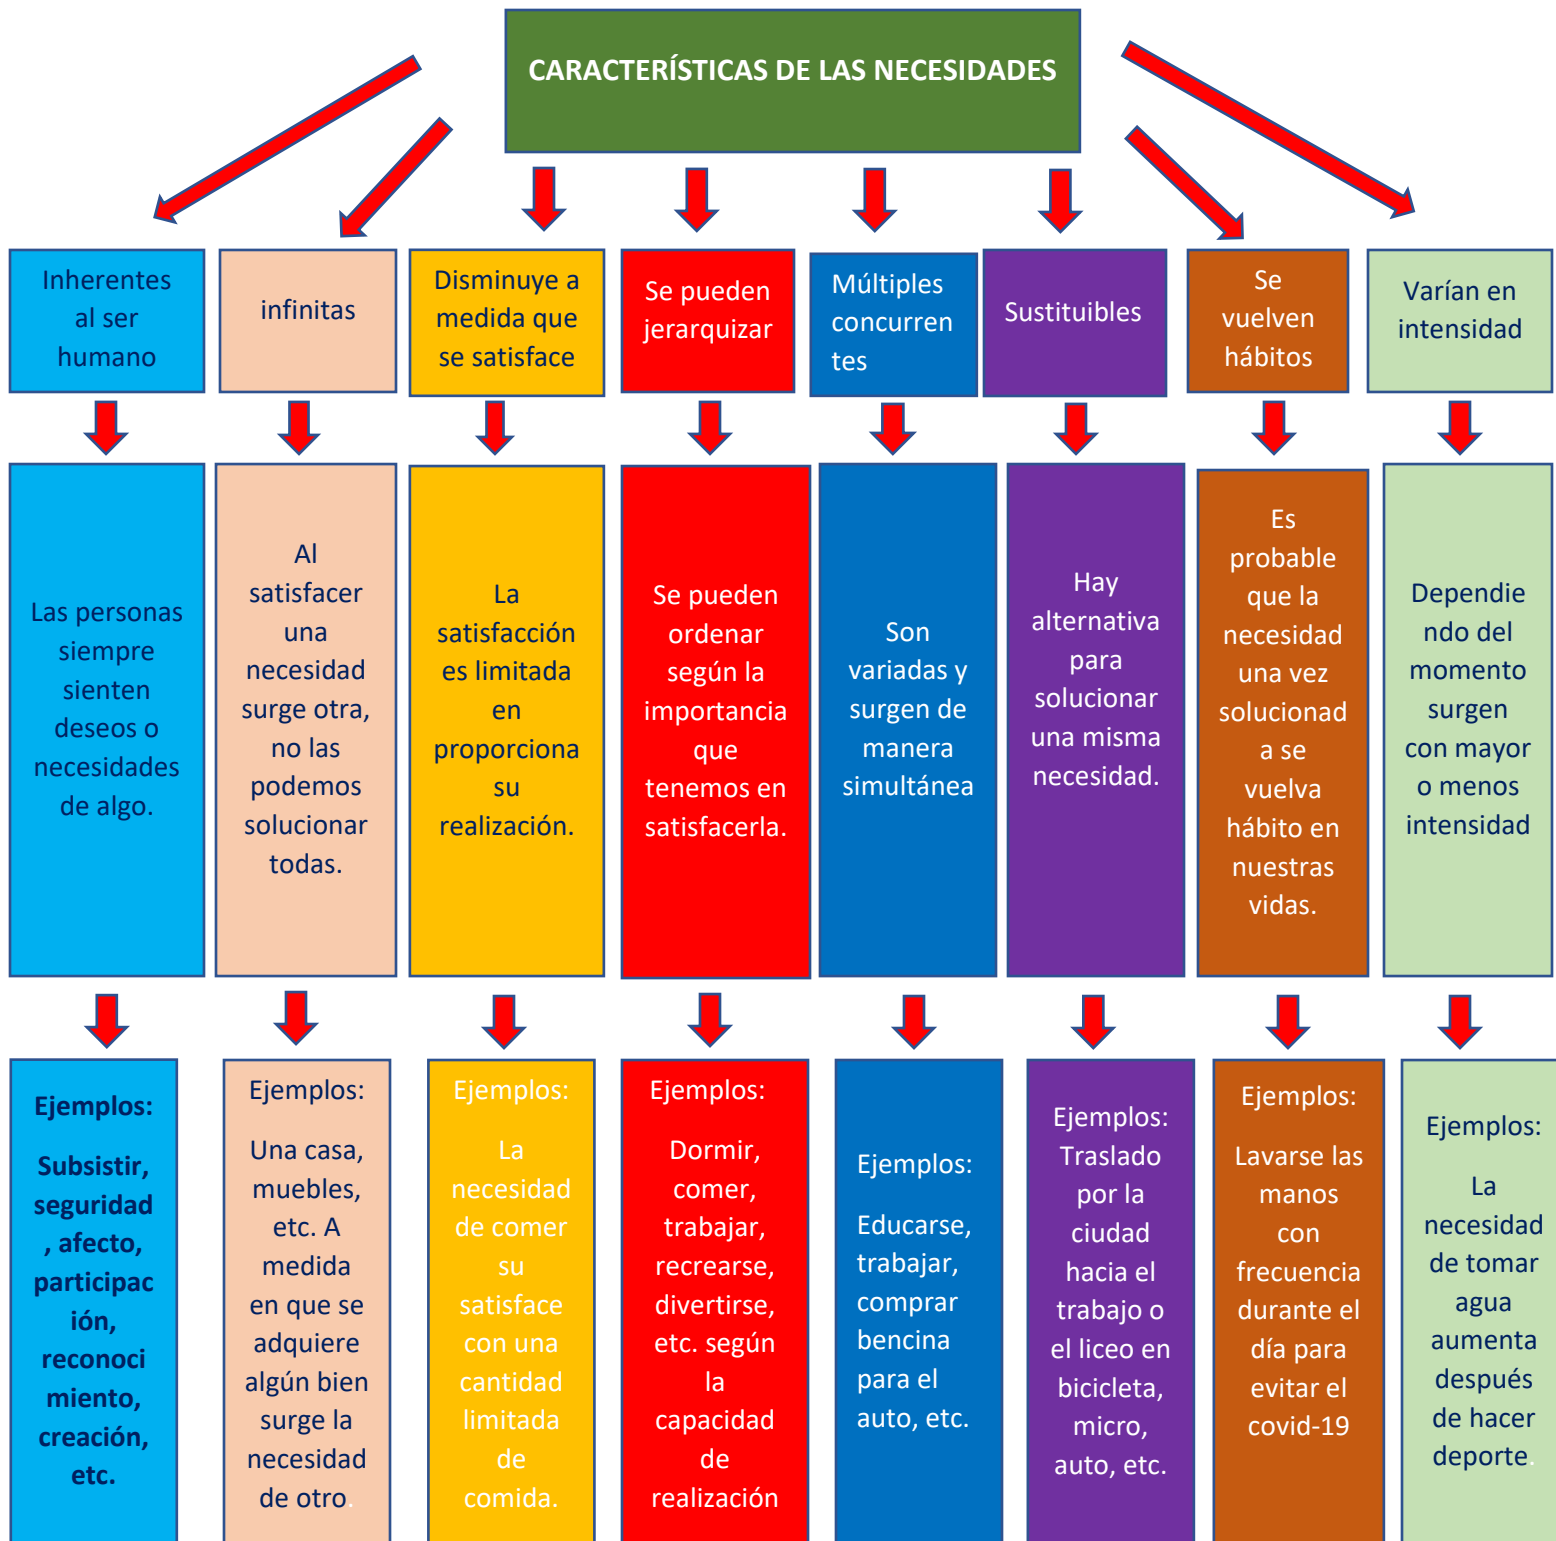 CARACTERÍSTICAS DE LAS NECESIDADES
Inherentes
al ser
humano
infinitas
Disminuye a
medida que
se satisface
Se pueden
jerarquizar
Múltiples
concurren
tes
Sustituibles
Se
vuelven
hábitos
Varían en
intensidad
Las personas
siempre
sienten
deseos o
necesidades
de algo.
Al
satisfacer
una
necesidad
surge otra,
no las
podemos
solucionar
todas.
La
satisfacción
es limitada
en
proporciona
su
realización.
Se pueden
ordenar
según la
importancia
que
tenemos en
satisfacerla.
Son
variadas y
surgen de
manera
simultánea
Hay
alternativa
para
solucionar
una misma
necesidad.
Es
probable
que la
necesidad
una vez
solucionad
a se
vuelva
hábito en
nuestras
vidas.
Dependie
ndo del
momento
surgen
con mayor
o menos
intensidad
Ejemplos:
Subsistir,
seguridad
, afecto,
participac
ión,
reconoci
miento,
creación,
etc.
Ejemplos:
Una casa,
muebles,
etc. A
medida
en que se
adquiere
algún bien
surge la
necesidad
de otro.
Ejemplos:
La
necesidad
de comer
su
satisface
con una
cantidad
limitada
de
comida.
Ejemplos:
Dormir,
comer,
trabajar,
recrearse,
divertirse,
etc. según
la
capacidad
de
realización
Ejemplos:
Educarse,
trabajar,
comprar
bencina
para el
auto, etc.
Ejemplos:
Traslado
por la
ciudad
hacia el
trabajo o
el liceo en
bicicleta,
micro,
auto, etc.
Ejemplos:
Lavarse las
manos
con
frecuencia
durante el
día para
evitar el
covid-19
Ejemplos:
La
necesidad
de tomar
agua
aumenta
después
de hacer
deporte.